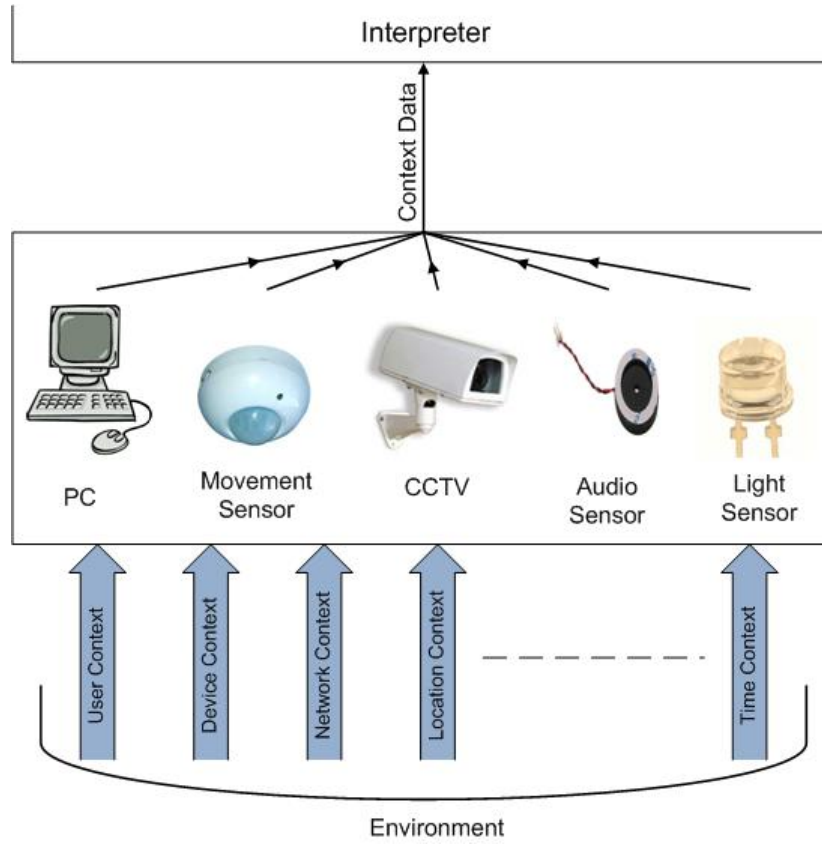 Interpreter
Context Data
PC
Movement
Sensor
CCTV
Audio
Sensor
Light
Sensor
User Context
Device Context
Network Context
Location Context
Time Context
Environment